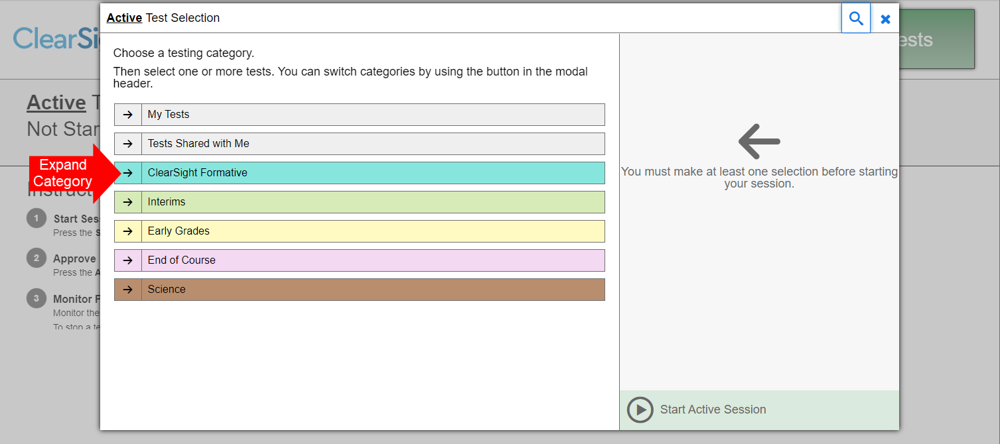 Active Test Selection
ClearSi
ests
Choose a testing category.
Then select one or more tests. You can switch categories by using the button in the modal
header.
Active T
Not Star
My Tests
Tests Shared with Me
Expand
Category
ClearSight Formative
Interims
Early Grades
End of Course
Science
You must make at least one selection before starting
your session.
Instruct
1 Start Ses
Press the S
2 Approve
Press the A
3 Monitor P
Monitor the
To stop a te
Start Active Session